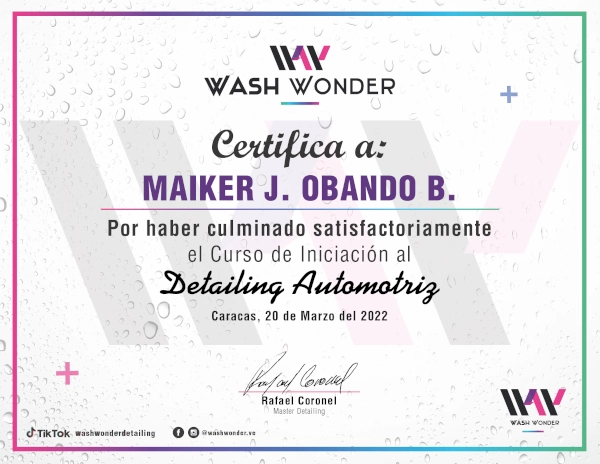 WASH WONDER
Certifica a:
MAIKER J. OBANDO B.
Por haber culminado satisfactoriamente
el Curso de Iniciación al
Detailing Automotriz
Caracas, 20 de Marzo del 2022
Rafael Coronel
Rafael Coronel
Master Detailing
TikTok washwonderdetailing @washwonder.ve
WASH WONDER